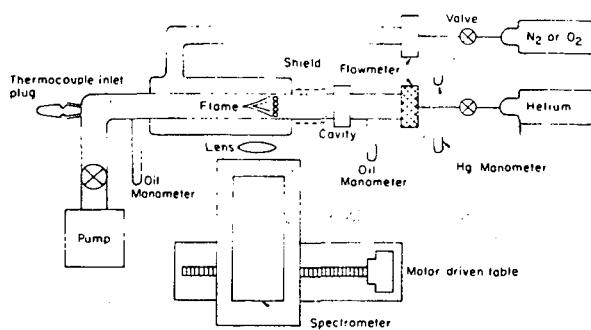 Valve
N2 or O2
Shield
Flowmeter
Thermocouple inlet
plug
Flame
Helium
Cavity
Lens
Oil
Manometer
Oil
Manometer
Hg Manometer
Pump
Motor driven table
Spectrometer